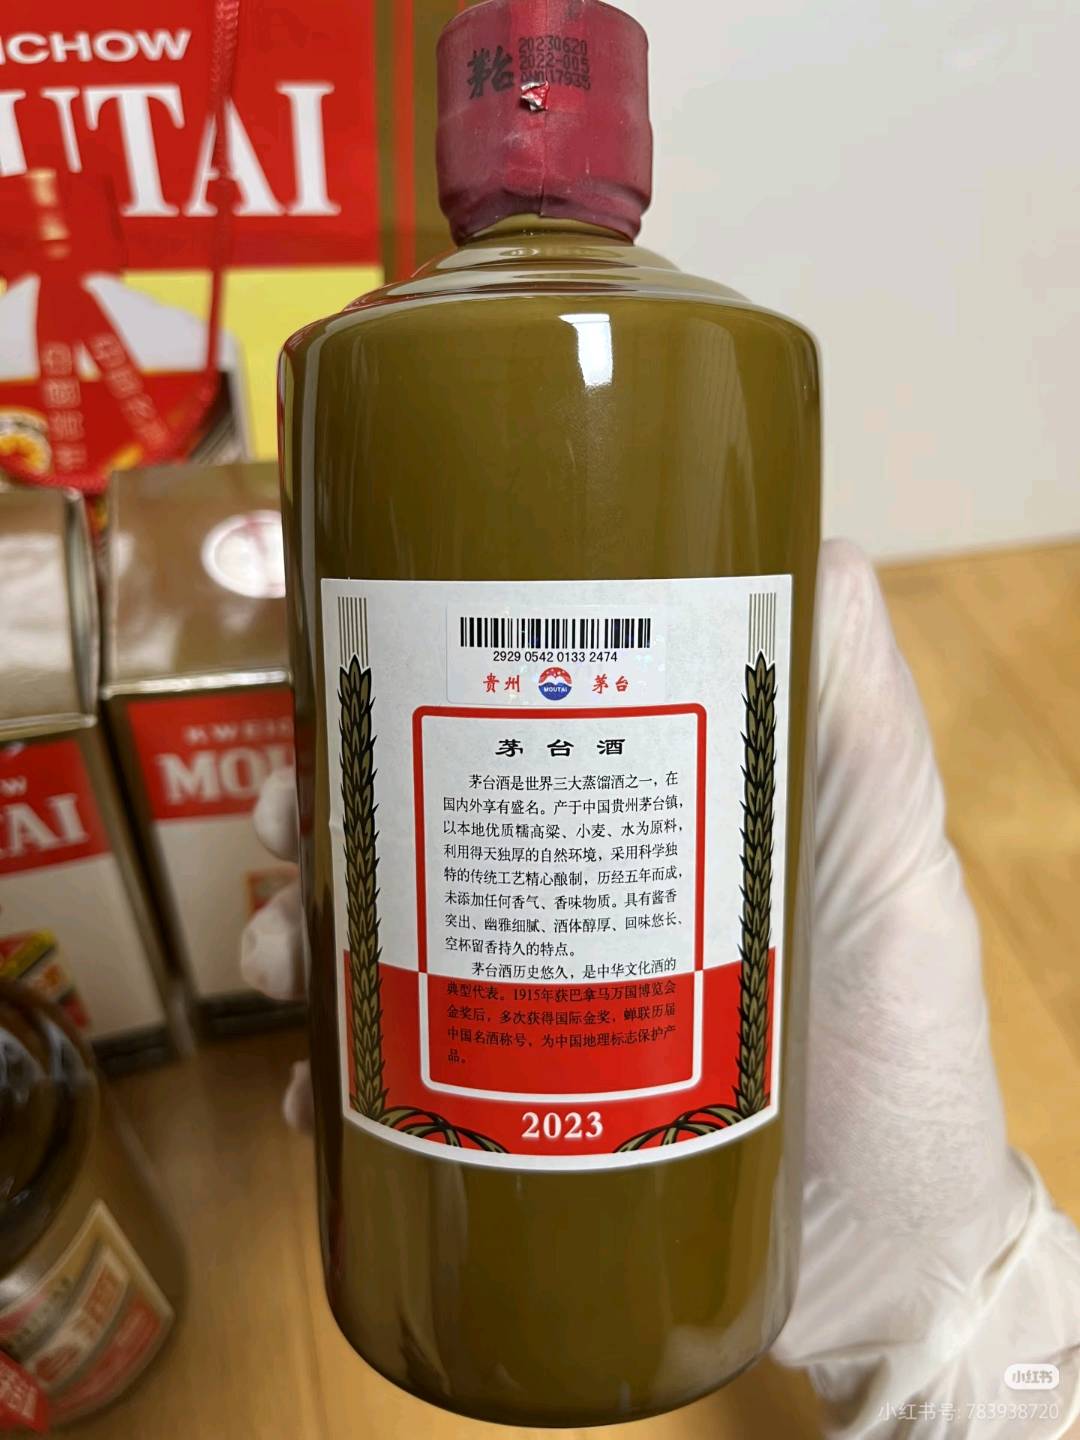 ICHOW
MOUTAI
茅台
20230620
2022-005
2929 0542 0133 2474
贵州 MOUTAI 茅台
茅台酒
茅台酒是世界三大蒸馏酒之一，在
国内外享有盛名。产于中国贵州茅台镇，
以本地优质糯高粱、小麦、水为原料，
利用得天独厚的自然环境，采用科学独
特的传统工艺精心酿制，历经五年而成，
未添加任何香气、香味物质。具有酱香
突出、幽雅细腻、酒体醇厚、回味悠长、
空杯留香持久的特点。
茅台酒历史悠久，是中华文化酒的
典型代表。1915年获巴拿马万国博览会
金奖后，多次获得国际金奖，蝉联历届
中国名酒称号，为中国地理标志保护产
品。
2023
KWEIC
MOU
W
TAI
小红书
小红书号: 783938720